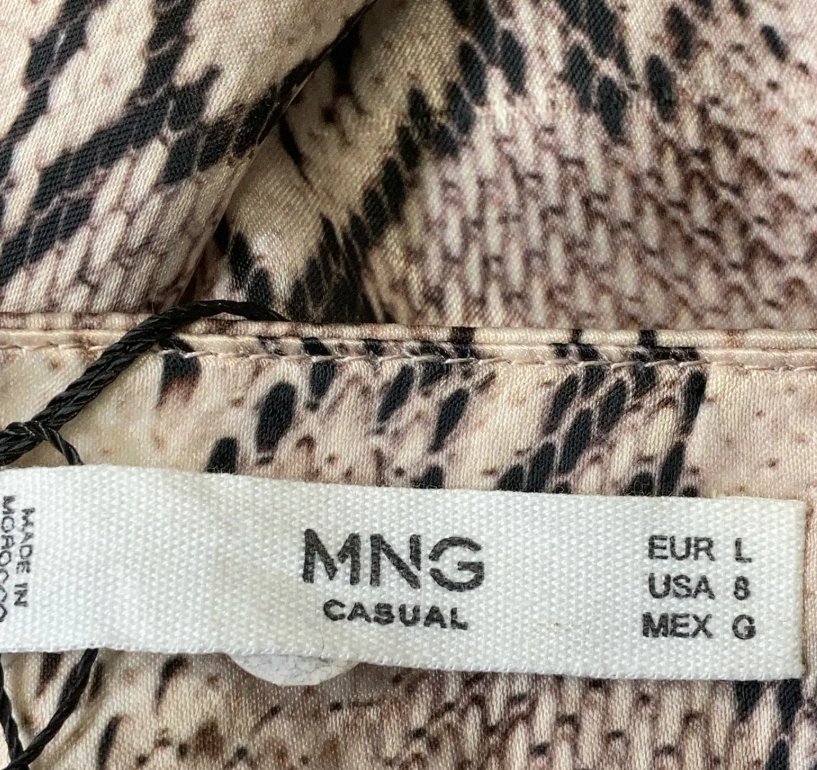 MADE IN
MOROCCO
MNG
CASUAL
EUR L
USA 8
MEX G